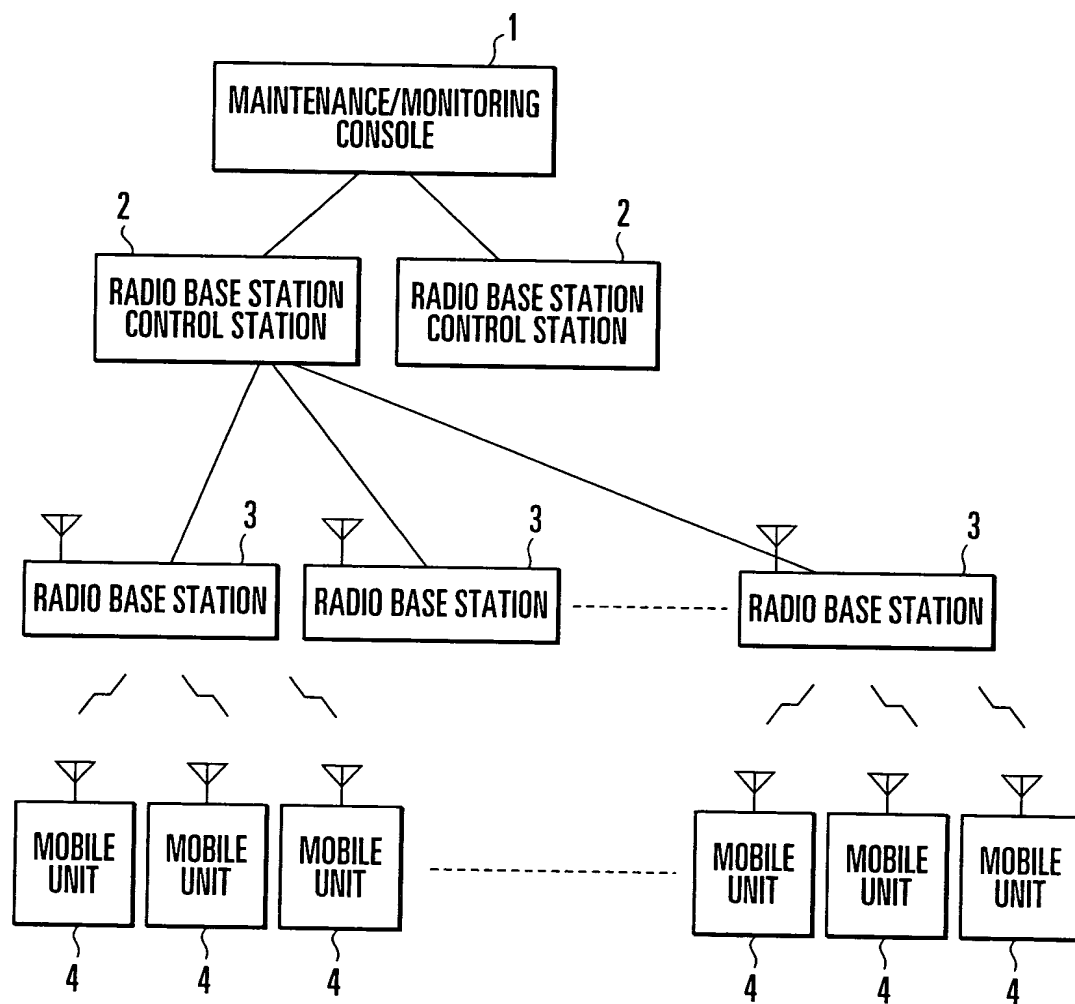 1
MAINTENANCE/MONITORING
CONSOLE
2
2
RADIO BASE STATION
CONTROL STATION
RADIO BASE STATION
CONTROL STATION
3
3
3
RADIO BASE STATION
RADIO BASE STATION
RADIO BASE STATION
MOBILE
UNIT
MOBILE
UNIT
MOBILE
UNIT
MOBILE
UNIT
MOBILE
UNIT
MOBILE
UNIT
4
4
4
4
4
4